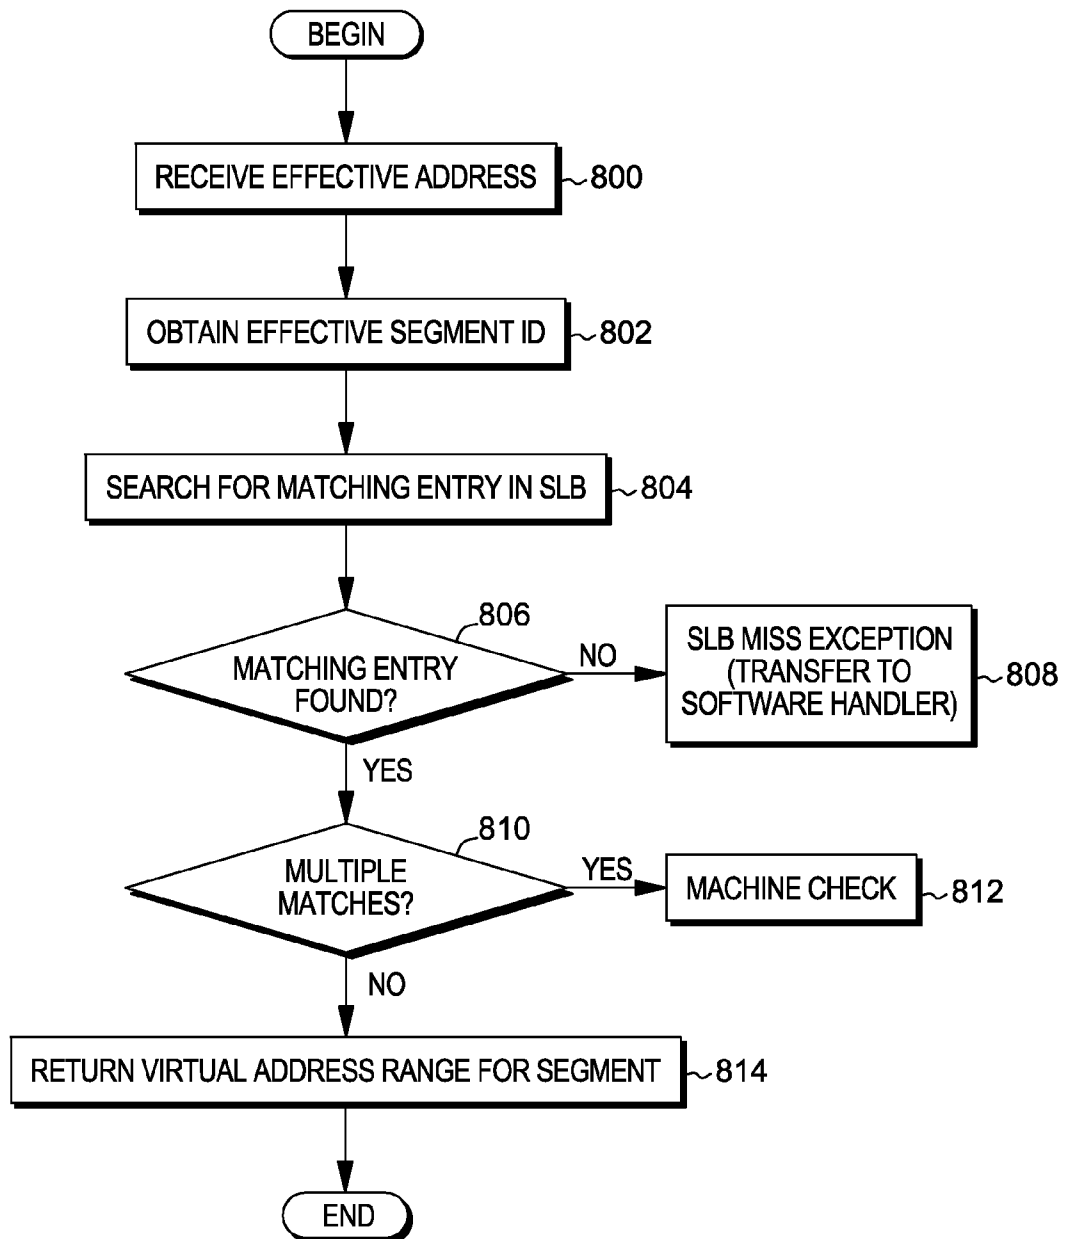 BEGIN
RECEIVE EFFECTIVE ADDRESS
800
OBTAIN EFFECTIVE SEGMENT ID
802
SEARCH FOR MATCHING ENTRY IN SLB
804
806
MATCHING ENTRY
FOUND?
NO
SLB MISS EXCEPTION
(TRANSFER TO
SOFTWARE HANDLER)
808
YES
810
MULTIPLE
MATCHES?
YES
MACHINE CHECK
812
NO
RETURN VIRTUAL ADDRESS RANGE FOR SEGMENT
814
END